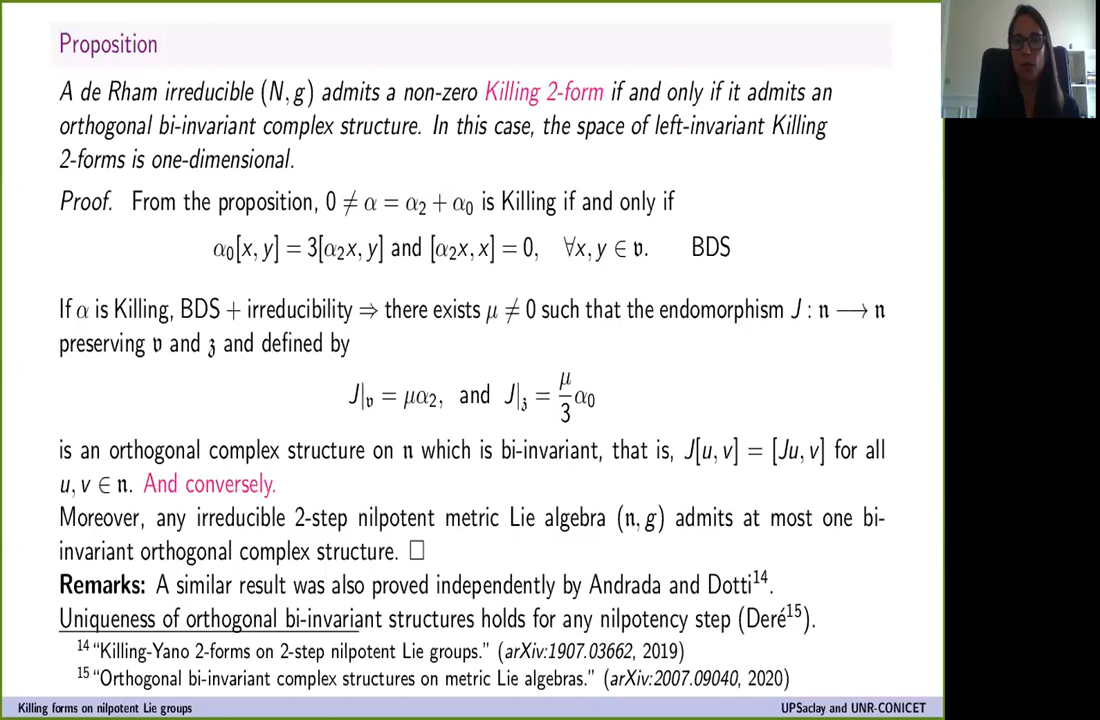 Proposition
A de Rham irreducible (N, g) admits a non-zero Killing 2-form if and only if it admits an
orthogonal bi-invariant complex structure. In this case, the space of left-invariant Killing
2-forms is one-dimensional.
Proof. From the proposition, 0 ≠ α = α₂ + α₀ is Killing if and only if
α₀[x, y] = 3[α₂x, y] and [α₂x, x] = 0, ∀x, y ∈ 𝔳. BDS
If α is Killing, BDS + irreducibility ⇒ there exists μ ≠ 0 such that the endomorphism J : 𝔫 ⟶ 𝔫
preserving 𝔳 and 𝔷 and defined by
J|𝔳 = μα₂, and J|𝔷 = μ/3 α₀
is an orthogonal complex structure on 𝔫 which is bi-invariant, that is, J[u, v] = [Ju, v] for all
u, v ∈ 𝔫. And conversely.
Moreover, any irreducible 2-step nilpotent metric Lie algebra (𝔫, g) admits at most one bi-
invariant orthogonal complex structure. □
Remarks: A similar result was also proved independently by Andrada and Dotti¹⁴.
Uniqueness of orthogonal bi-invariant structures holds for any nilpotency step (Deré¹⁵).
¹⁴ "Killing-Yano 2-forms on 2-step nilpotent Lie groups." (arXiv:1907.03662, 2019)
¹⁵ "Orthogonal bi-invariant complex structures on metric Lie algebras." (arXiv:2007.09040, 2020)
Killing forms on nilpotent Lie groups UPSaclay and UNR-CONICET